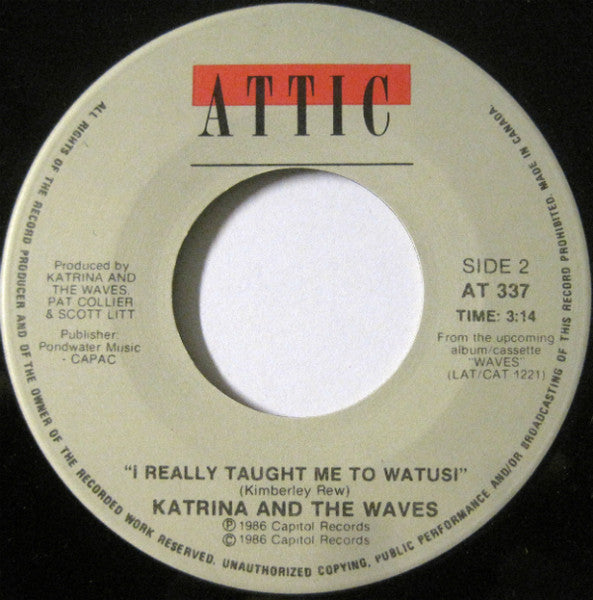 ATTIC
Produced by
KATRINA AND
THE WAVES,
PAT COLLIER
& SCOTT LITT
Publisher:
Pondwater Music
- CAPAC
SIDE 2
AT 337
TIME: 3:14
From the upcoming
album/cassette
"WAVES"
(LAT/CAT 1221)
"I REALLY TAUGHT ME TO WATUSI"
(Kimberley Rew)
KATRINA AND THE WAVES
Ⓟ 1986 Capitol Records
© 1986 Capitol Records
ALL RIGHTS OF THE RECORD PRODUCER AND OF THE OWNER OF THE RECORDED WORK RESERVED. UNAUTHORIZED COPYING, PUBLIC PERFORMANCE AND/OR BROADCASTING OF THIS RECORD PROHIBITED. MADE IN CANADA.